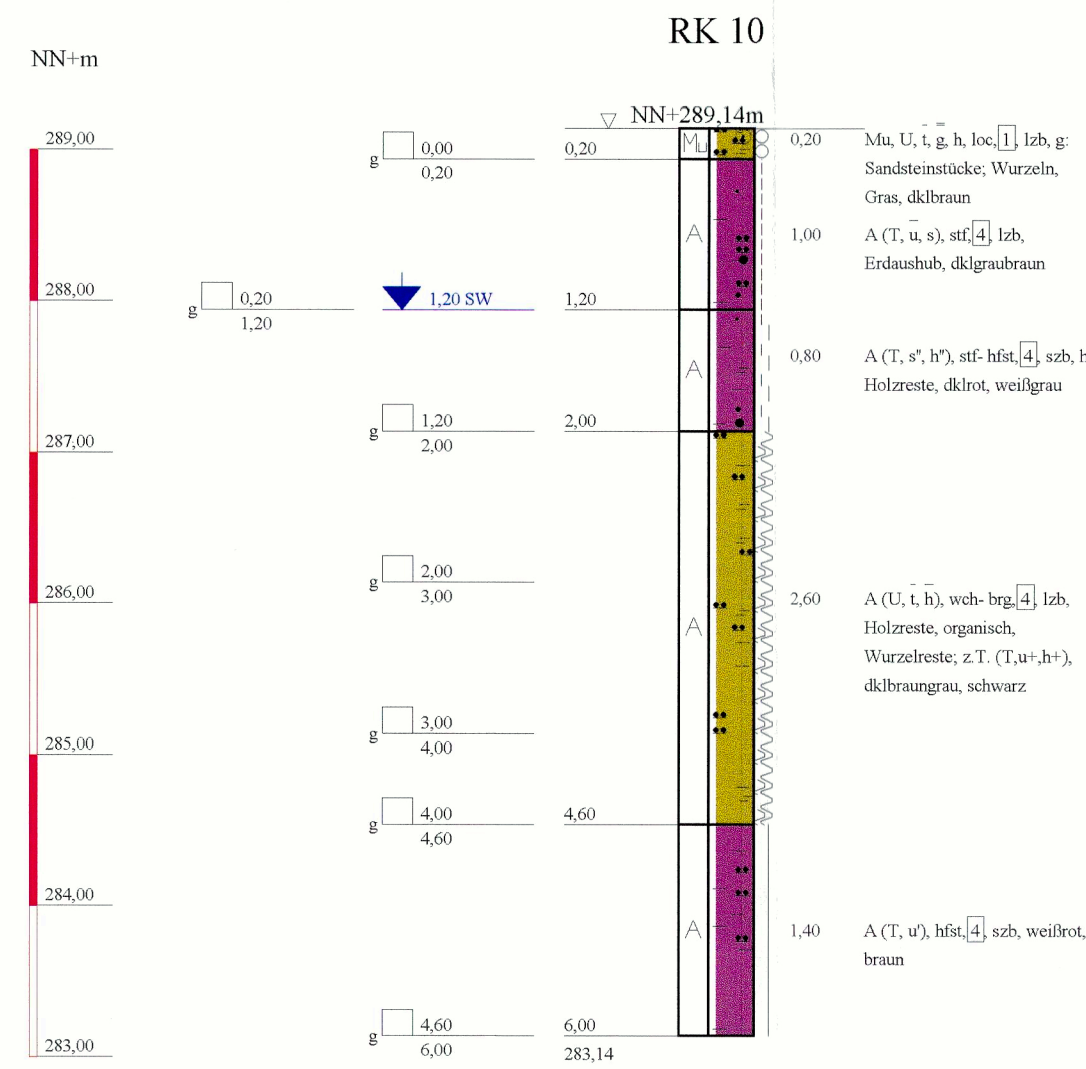 RK 10
NN+m
NN+289,14m
289,00
g 0,00
0,20
0,20
Mu
0,20
Mu, U, t̄, g̿, h, loc, 1, lzb, g:
Sandsteinstücke; Wurzeln,
Gras, dklbraun
A
1,00
A (T, ū, s), stf, 4, lzb,
Erdaushub, dklgraubraun
288,00
g 0,20
1,20
1,20 SW
1,20
A
0,80
A (T, s", h"), stf- hfst, 4, szb, h
Holzreste, dklrot, weißgrau
287,00
g 1,20
2,00
2,00
286,00
g 2,00
3,00
A
2,60
A (U, t̄, h̄), wch- brg, 4, lzb,
Holzreste, organisch,
Wurzelreste; z.T. (T,u+,h+),
dklbraungrau, schwarz
285,00
g 3,00
4,00
g 4,00
4,60
4,60
284,00
A
1,40
A (T, u'), hfst, 4, szb, weißrot,
braun
283,00
g 4,60
6,00
6,00
283,14